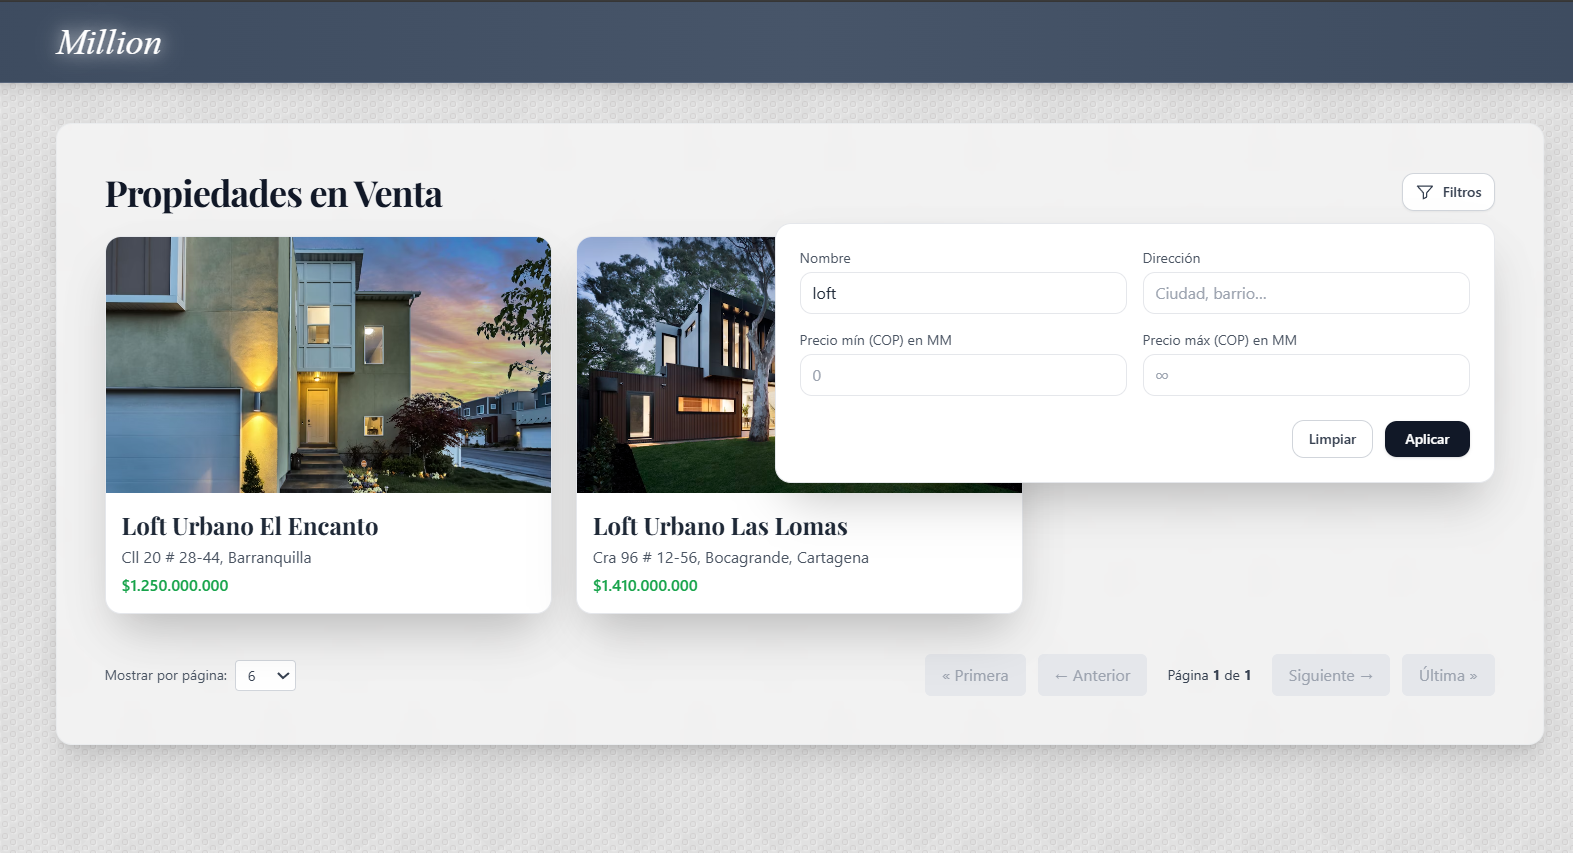 Million
Propiedades en Venta
Filtros
Nombre
Dirección
loft
Ciudad, barrio...
Precio mín (COP) en MM
Precio máx (COP) en MM
0
∞
Limpiar
Aplicar
Loft Urbano El Encanto
Cll 20 # 28-44, Barranquilla
$1.250.000.000
Loft Urbano Las Lomas
Cra 96 # 12-56, Bocagrande, Cartagena
$1.410.000.000
Mostrar por página: 6
« Primera
← Anterior
Página 1 de 1
Siguiente →
Última »